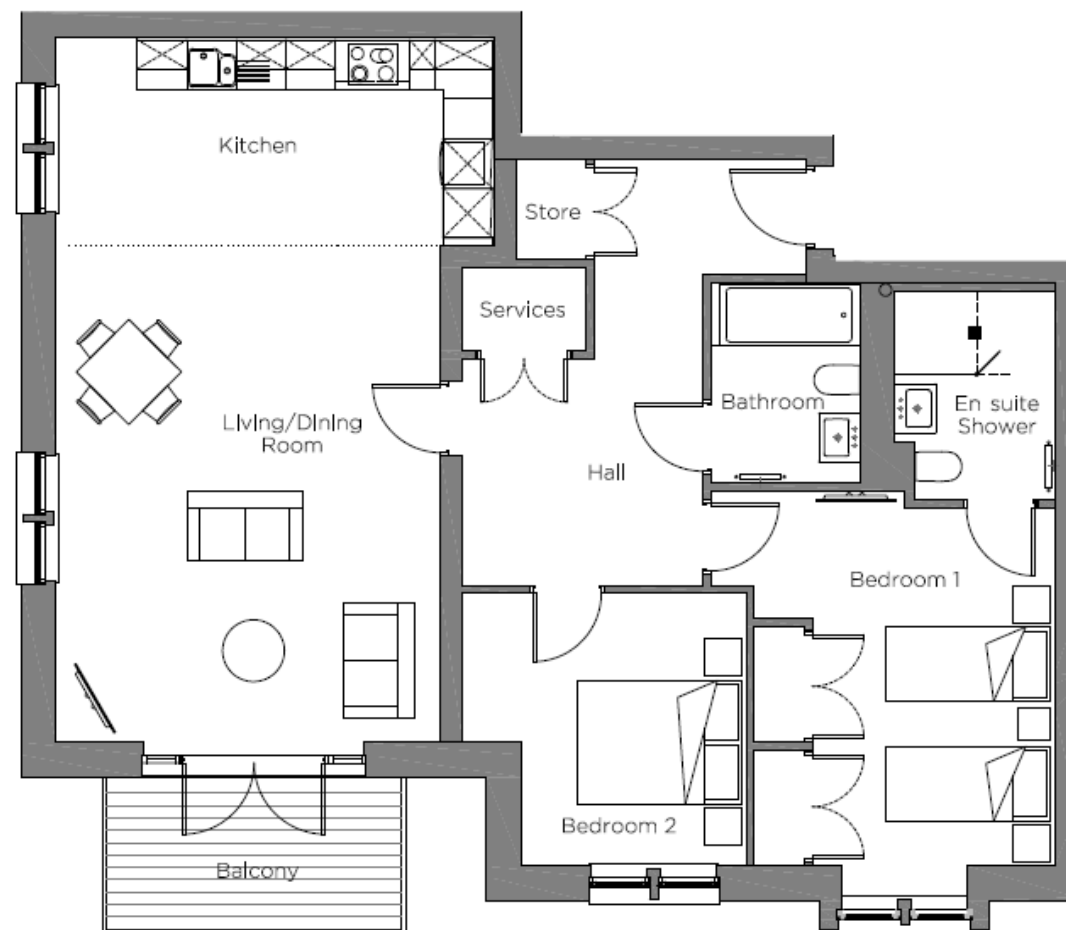 Kitchen
Store
Services
Living/Dining
Room
Bathroom
En suite
Shower
Hall
Bedroom 1
Bedroom 2
Balcony